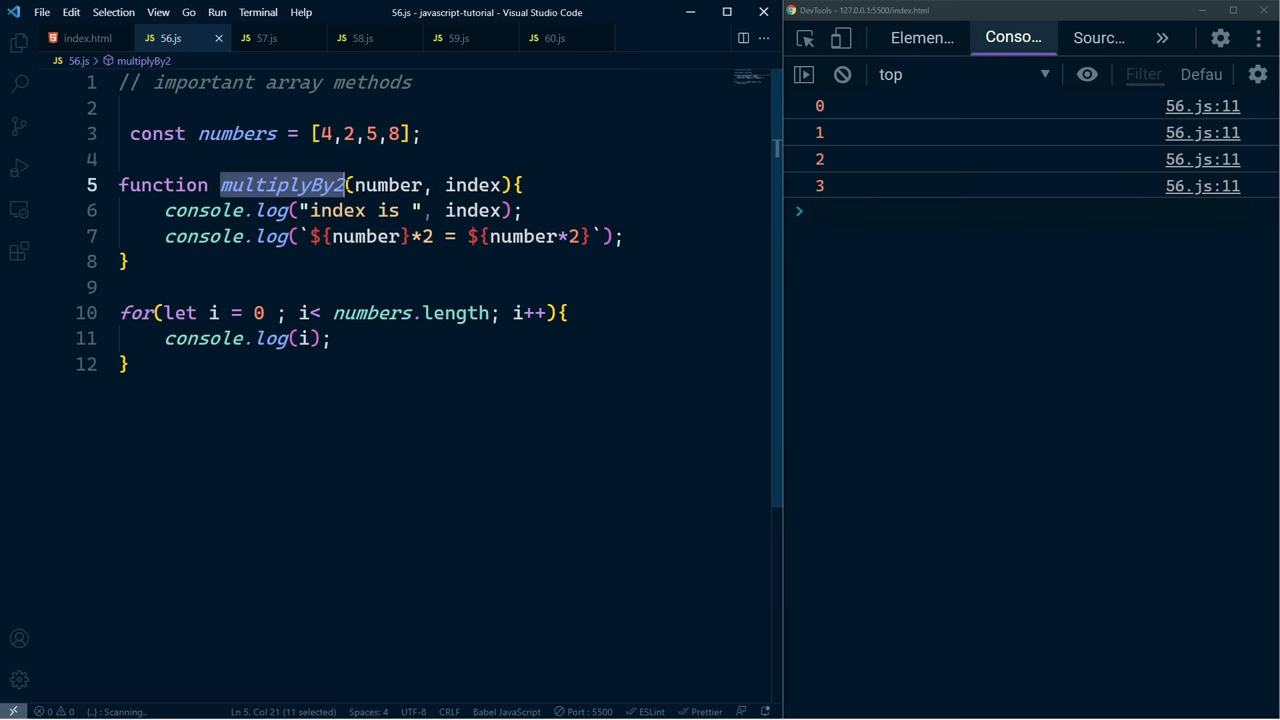 File Edit Selection View Go Run Terminal Help 56.js - javascript-tutorial - Visual Studio Code
index.html JS 56.js JS 57.js JS 58.js JS 59.js JS 60.js
JS 56.js > multiplyBy2
1 // important array methods
2
3 const numbers = [4,2,5,8];
4
5 function multiplyBy2(number, index){
6 console.log("index is ", index);
7 console.log(`${number}*2 = ${number*2}`);
8 }
9
10 for(let i = 0 ; i< numbers.length; i++){
11 console.log(i);
12 }
0 0 {..} : Scanning.. Ln 5, Col 21 (11 selected) Spaces: 4 UTF-8 CRLF Babel JavaScript Port : 5500 ESLint Prettier
DevTools - 127.0.0.1:5500/index.html
Elemen... Conso... Sourc... »
top ▼ Filter Defau
0 56.js:11
1 56.js:11
2 56.js:11
3 56.js:11
>